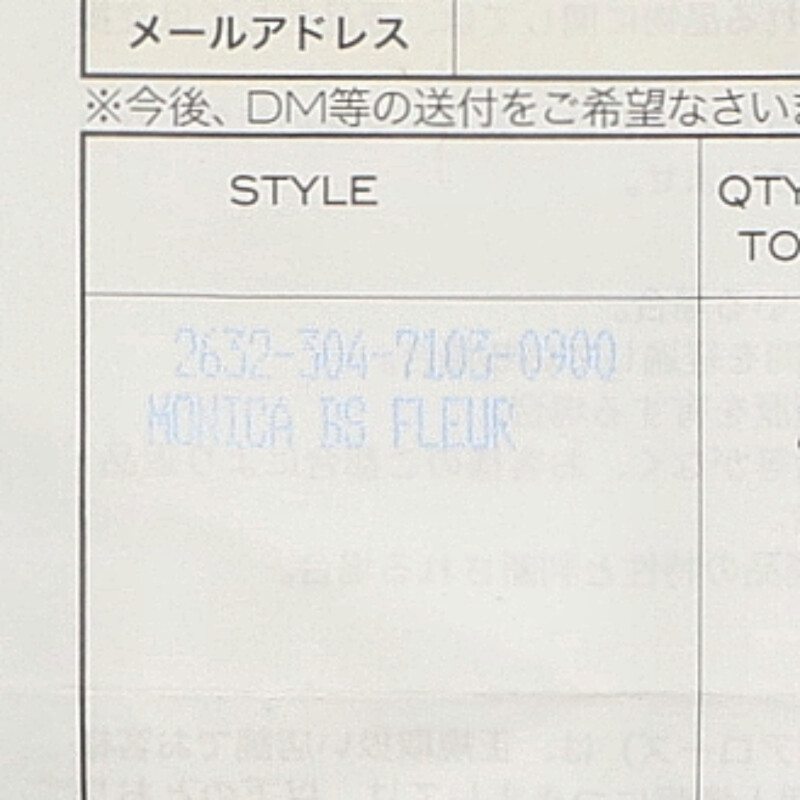 メールアドレス
※今後、DM等の送付をご希望なさいま
STYLE
QTY
TO
2632-304-7103-0900
MONICA BS FLEUR